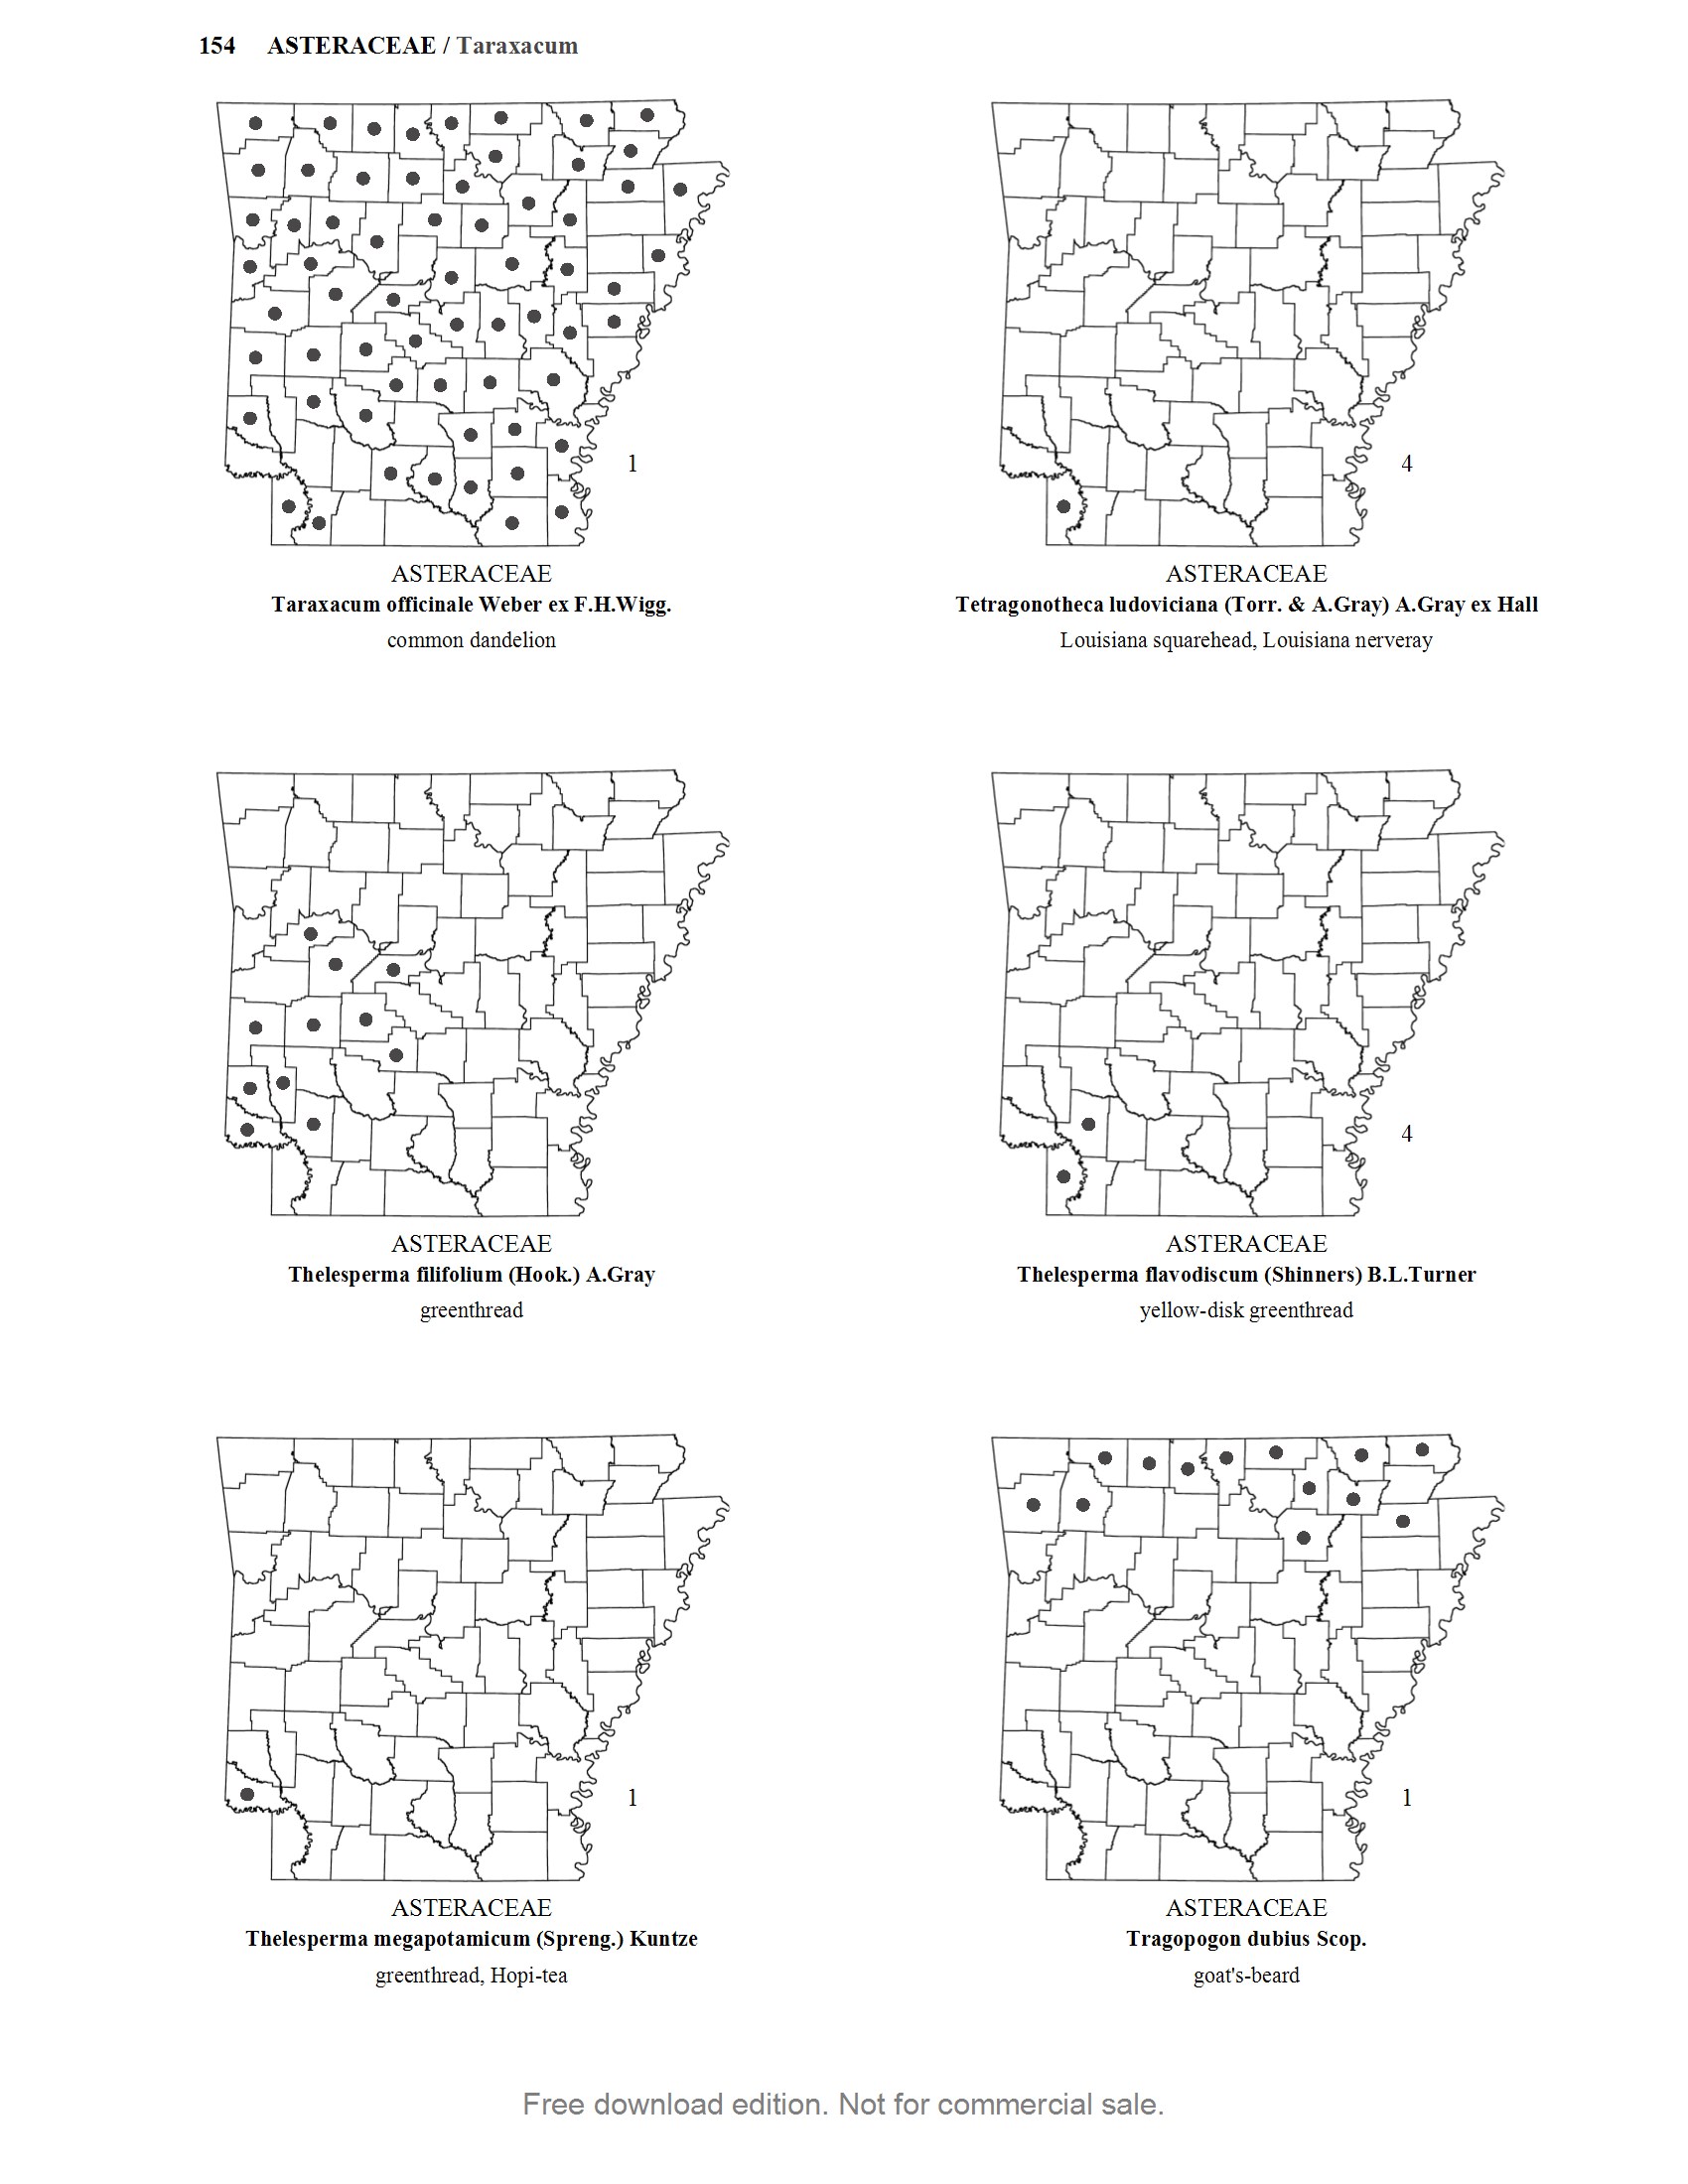 154 ASTERACEAE / Taraxacum
1
ASTERACEAE
Taraxacum officinale Weber ex F.H.Wigg.
common dandelion
4
ASTERACEAE
Tetragonotheca ludoviciana (Torr. & A.Gray) A.Gray ex Hall
Louisiana squarehead, Louisiana nerveray
ASTERACEAE
Thelesperma filifolium (Hook.) A.Gray
greenthread
4
ASTERACEAE
Thelesperma flavodiscum (Shinners) B.L.Turner
yellow-disk greenthread
1
ASTERACEAE
Thelesperma megapotamicum (Spreng.) Kuntze
greenthread, Hopi-tea
1
ASTERACEAE
Tragopogon dubius Scop.
goat's-beard
Free download edition. Not for commercial sale.